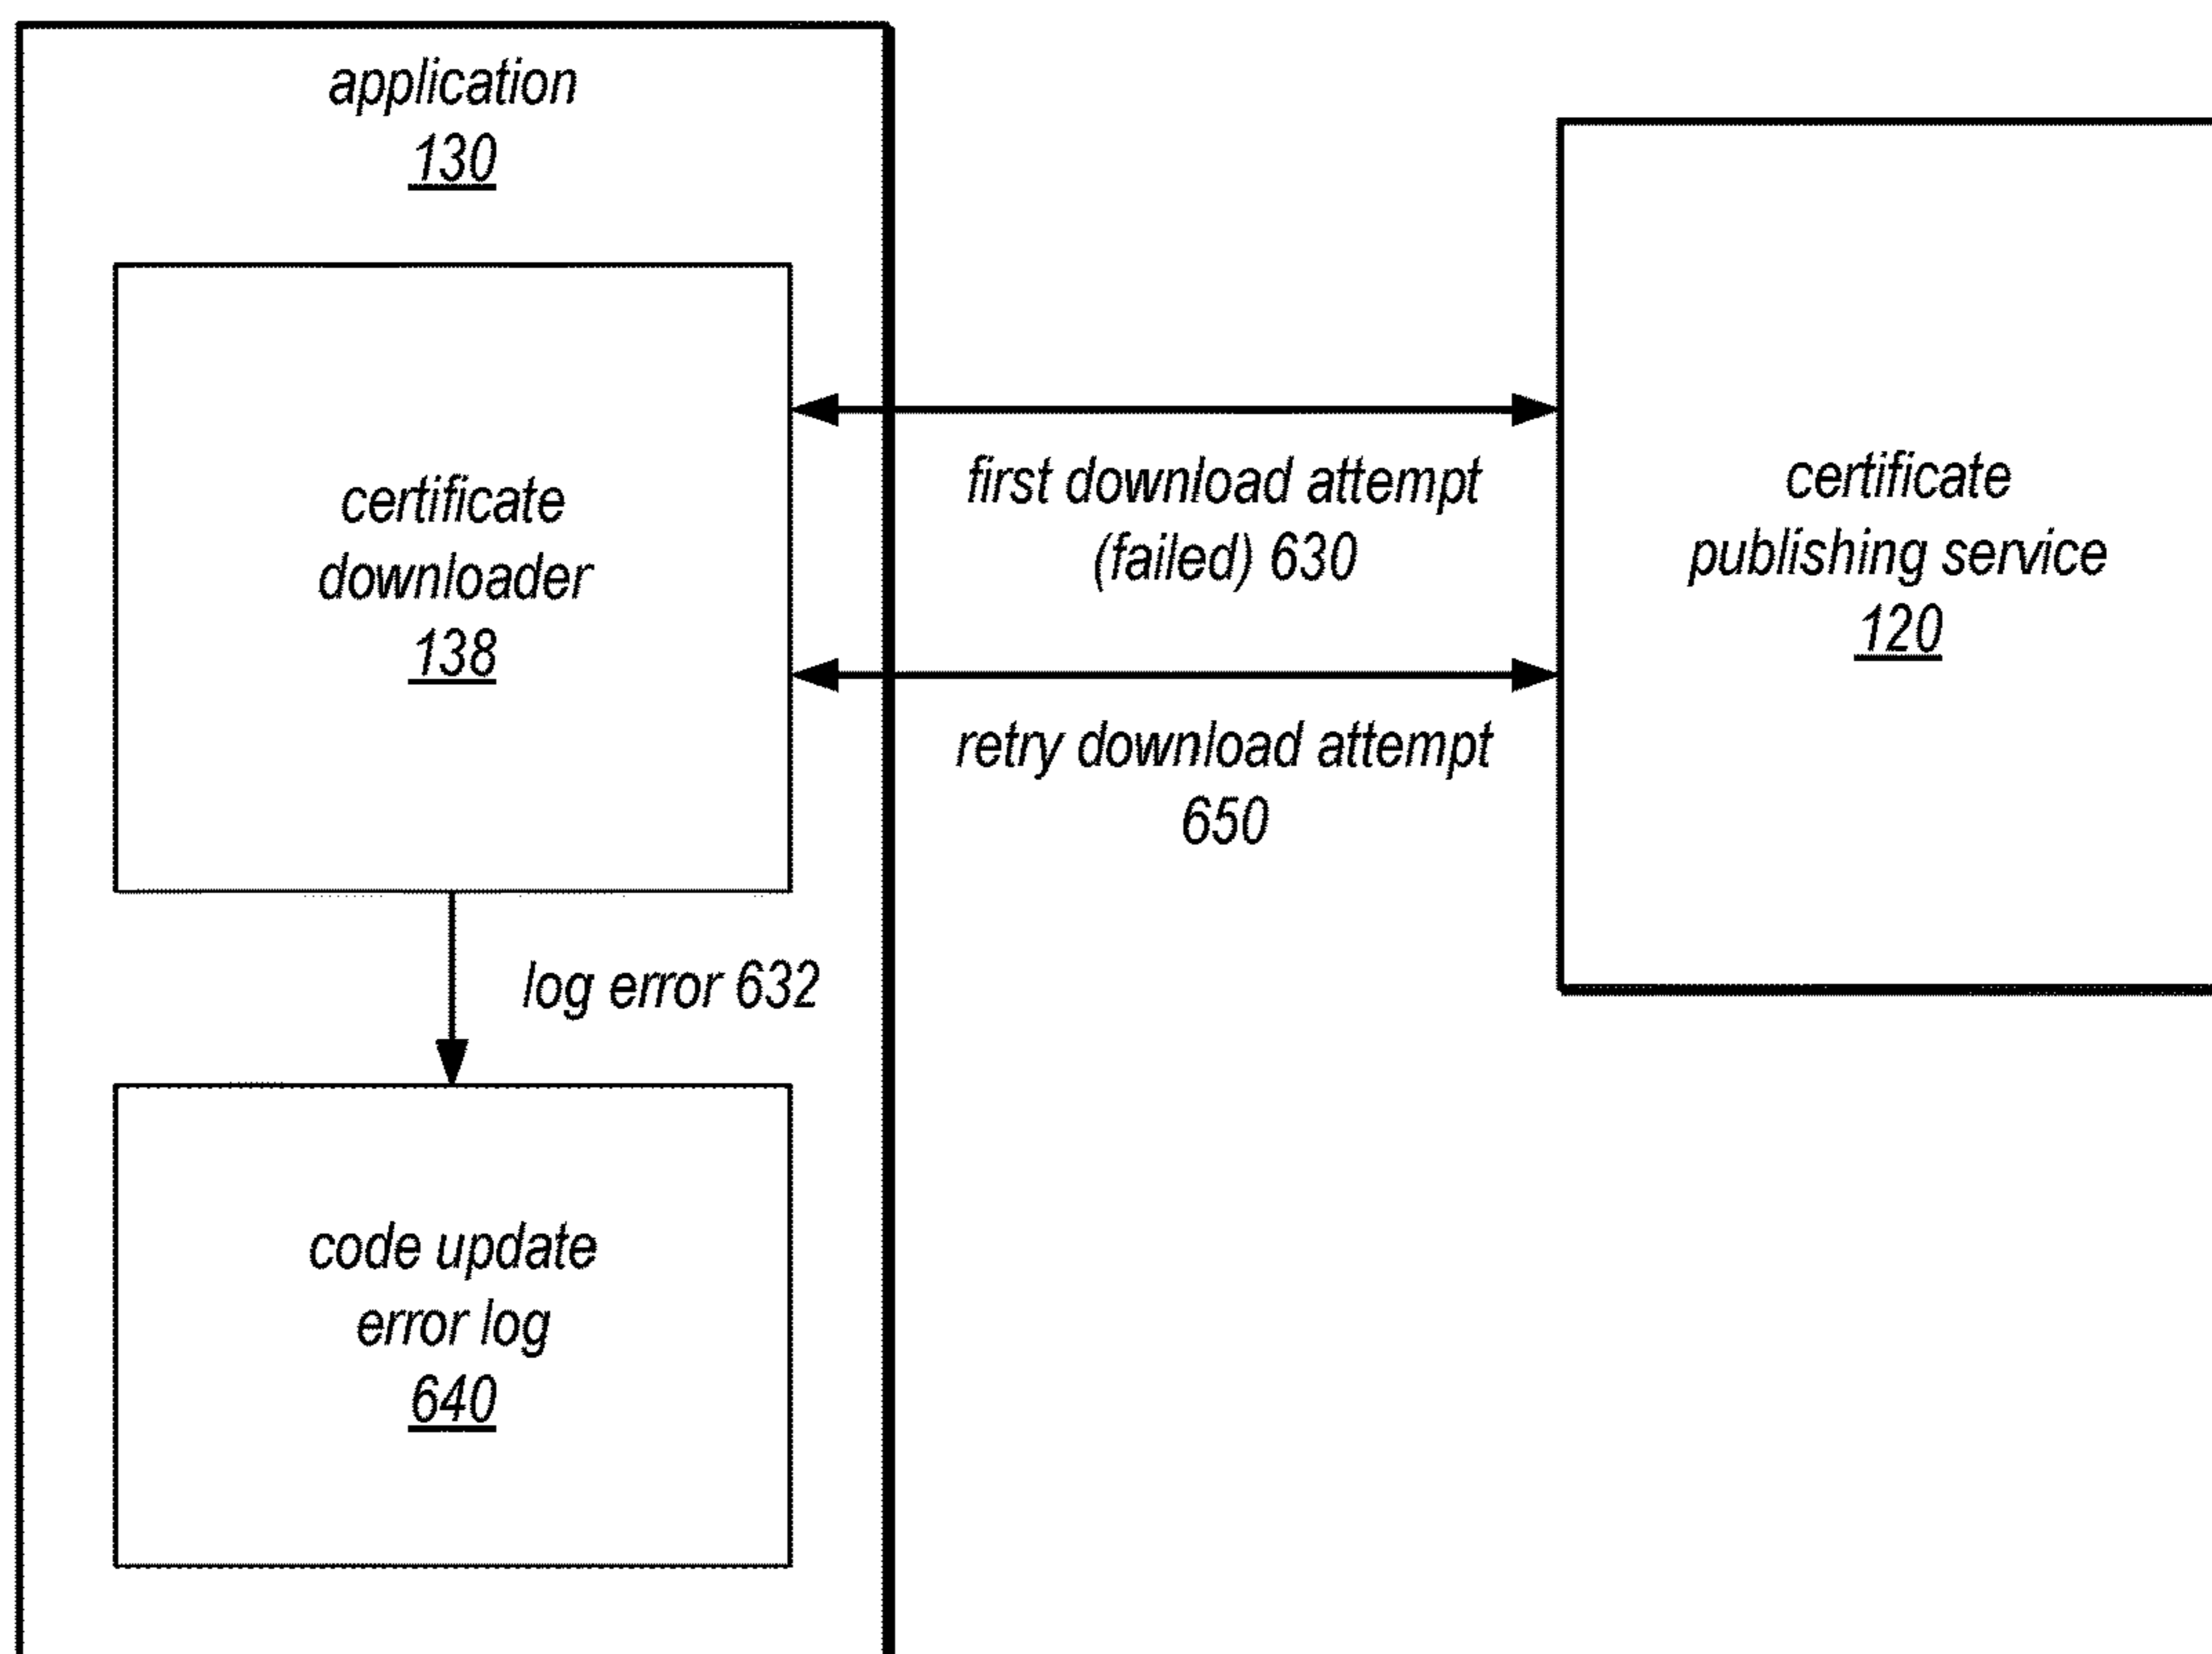 application
130
certificate
downloader
138
first download attempt
(failed) 630
retry download attempt
650
certificate
publishing service
120
log error 632
code update
error log
640